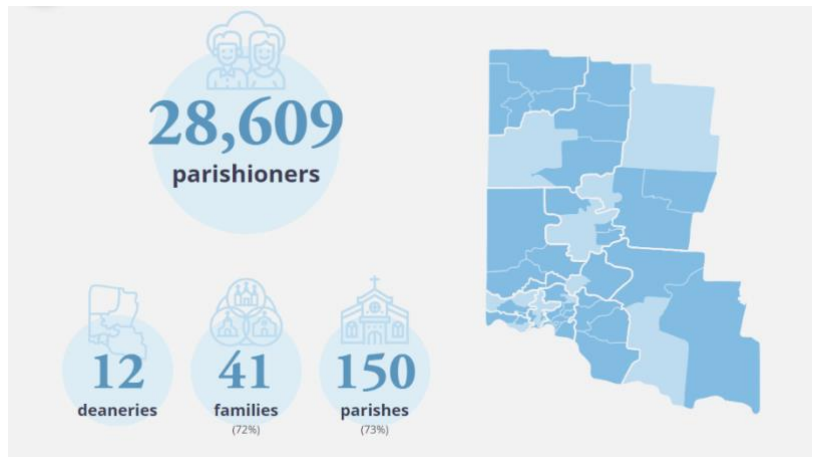 28,609
parishioners
12
deaneries
41
families
(72%)
150
parishes
(73%)